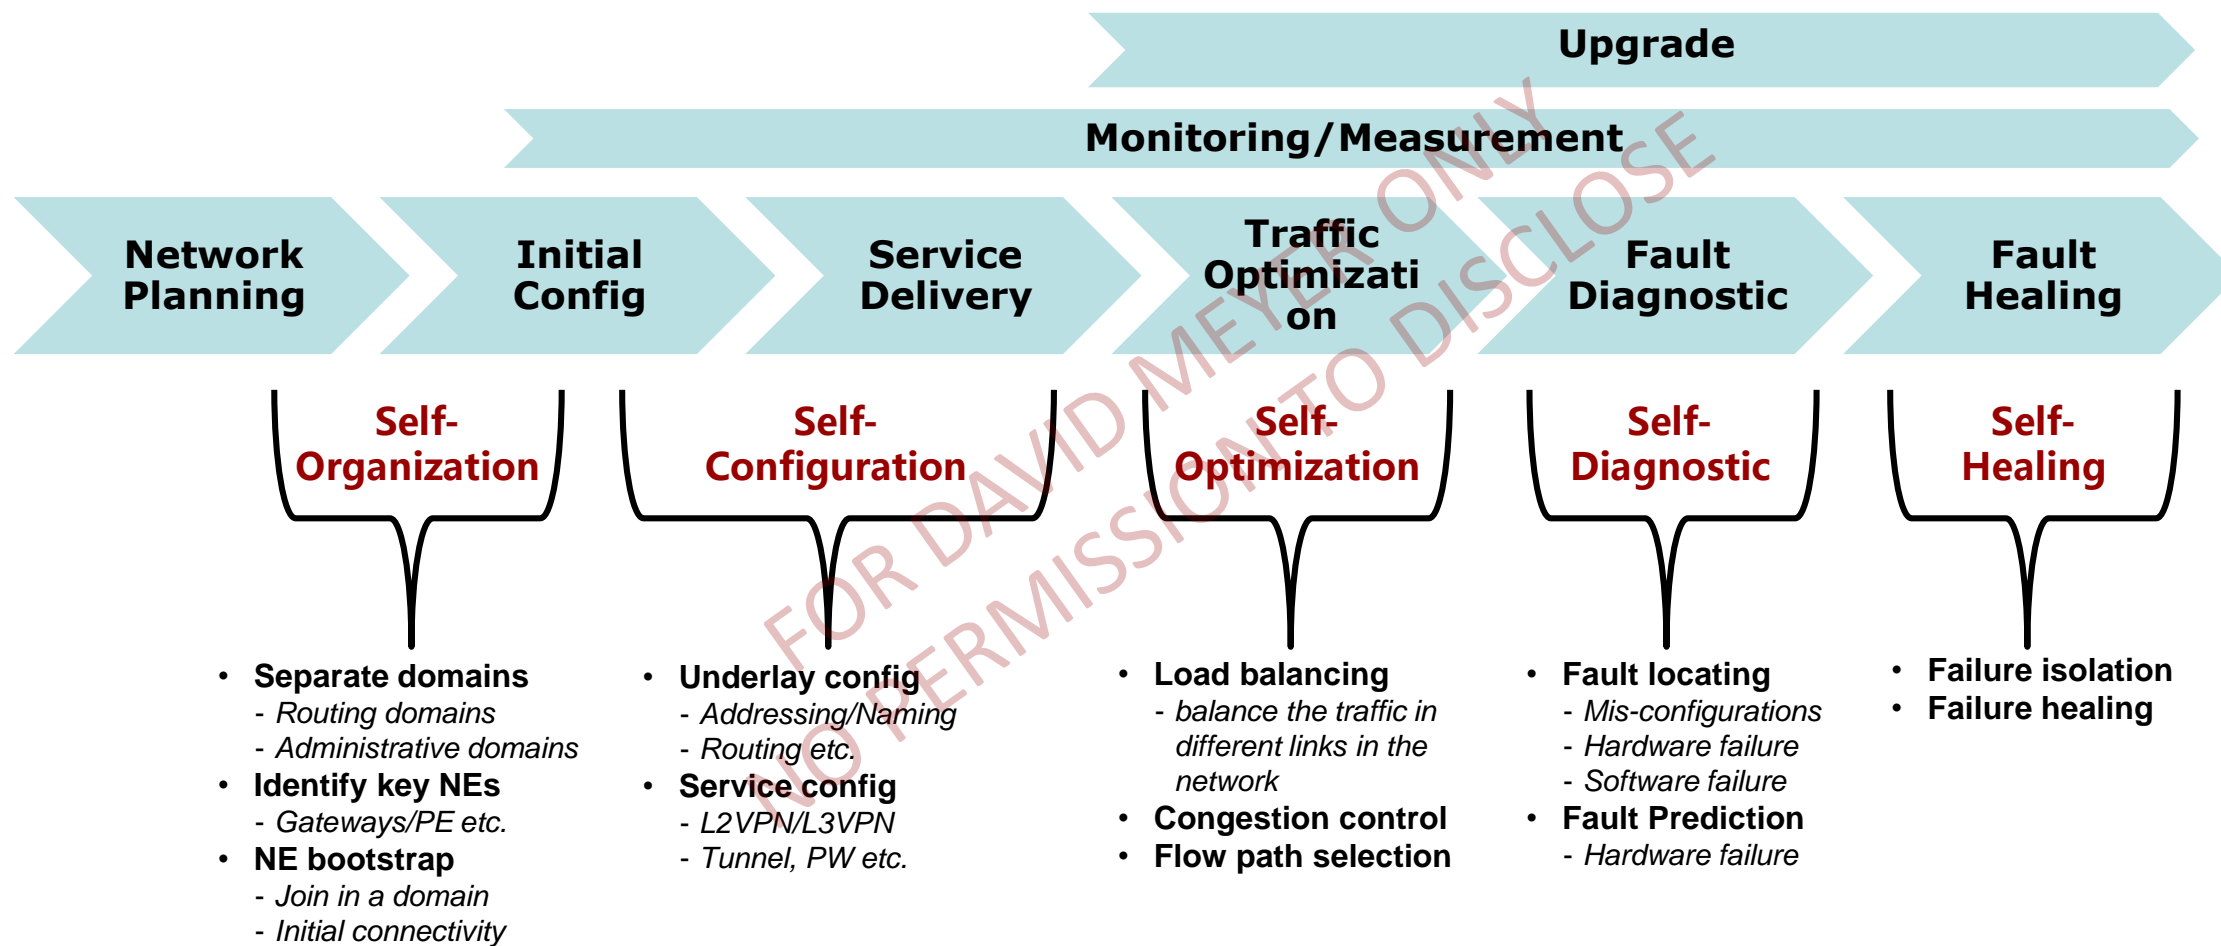 Upgrade
Monitoring/Measurement
Network
Planning
Initial
Config
Service
Delivery
Traffic
Optimizati
on
Fault
Diagnostic
Fault
Healing
Self-
Organization
Self-
Configuration
Self-
Optimization
Self-
Diagnostic
Self-
Healing
• Separate domains
- Routing domains
- Administrative domains
• Identify key NEs
- Gateways/PE etc.
• NE bootstrap
- Join in a domain
- Initial connectivity
• Underlay config
- Addressing/Naming
- Routing etc.
• Service config
- L2VPN/L3VPN
- Tunnel, PW etc.
• Load balancing
- balance the traffic in
different links in the
network
• Congestion control
• Flow path selection
• Fault locating
- Mis-configurations
- Hardware failure
- Software failure
• Fault Prediction
- Hardware failure
• Failure isolation
• Failure healing
FOR DAVID MEYER ONLY
NO PERMISSION TO DISCLOSE